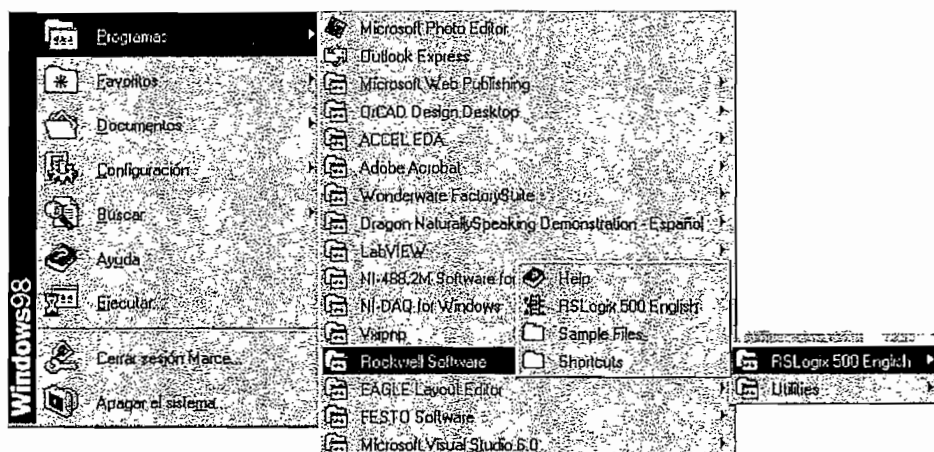 Windows98
Programas
Favoritos
Documentos
Configuración
Buscar
Ayuda
Ejecutar...
Cerrar sesión Marce...
Apagar el sistema...
Microsoft Photo Editor
Outlook Express
Microsoft Web Publishing
OrCAD Design Desktop
ACCEL EDA
Adobe Acrobat
Wonderware FactorySuite
Dragon NaturallySpeaking Demonstration - Español
LabVIEW
NI-488.2M Software for
NI-DAQ for Windows
Vxipnp
Rockwell Software
EAGLE Layout Editor
FESTO Software
Microsoft Visual Studio 6.0
Help
RSLogix 500 English
Sample Files
Shortcuts
RSLogix 500 English
Utilities